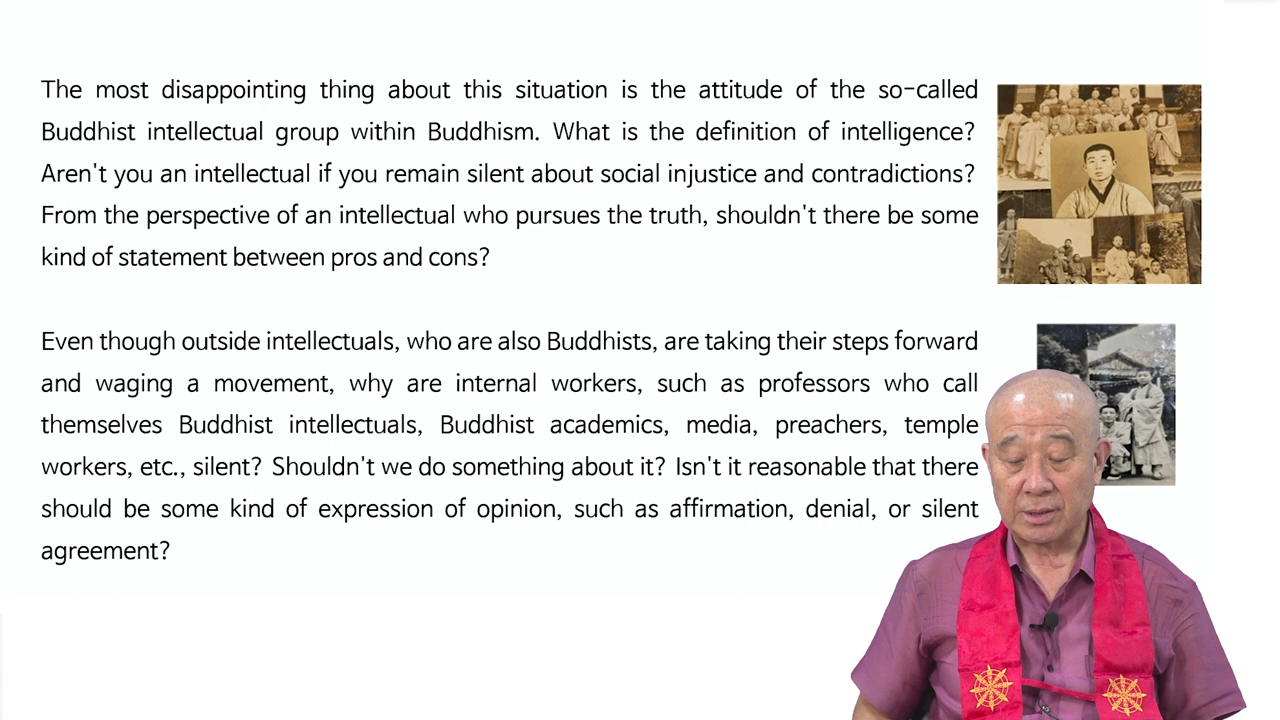 The most disappointing thing about this situation is the attitude of the so-called
Buddhist intellectual group within Buddhism. What is the definition of intelligence?
Aren't you an intellectual if you remain silent about social injustice and contradictions?
From the perspective of an intellectual who pursues the truth, shouldn't there be some
kind of statement between pros and cons?
Even though outside intellectuals, who are also Buddhists, are taking their steps forward
and waging a movement, why are internal workers, such as professors who call
themselves Buddhist intellectuals, Buddhist academics, media, preachers, temple
workers, etc., silent? Shouldn't we do something about it? Isn't it reasonable that there
should be some kind of expression of opinion, such as affirmation, denial, or silent
agreement?